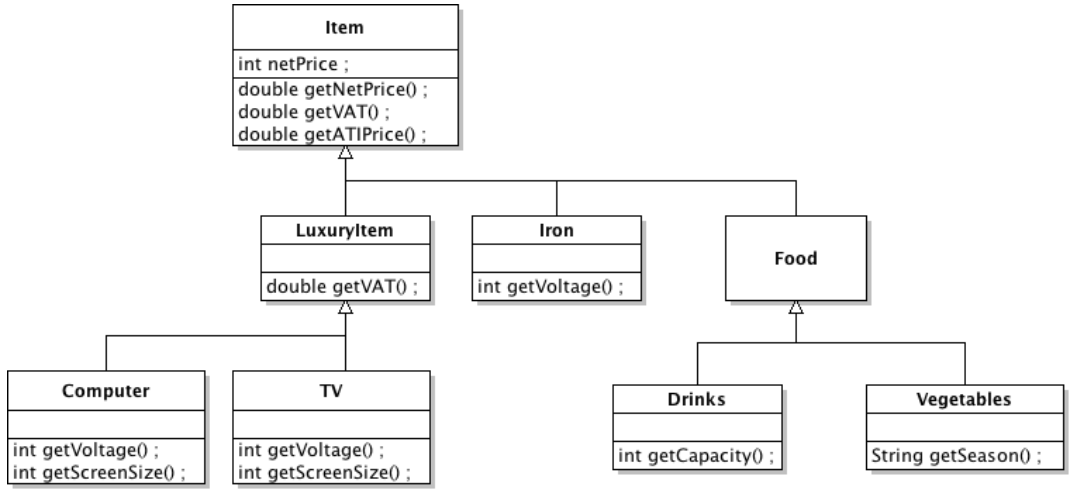 Item
int netPrice ;
double getNetPrice() ;
double getVAT() ;
double getATIPrice() ;
LuxuryItem
double getVAT() ;
Iron
int getVoltage() ;
Food
Computer
int getVoltage() ;
int getScreenSize() ;
TV
int getVoltage() ;
int getScreenSize() ;
Drinks
int getCapacity() ;
Vegetables
String getSeason() ;